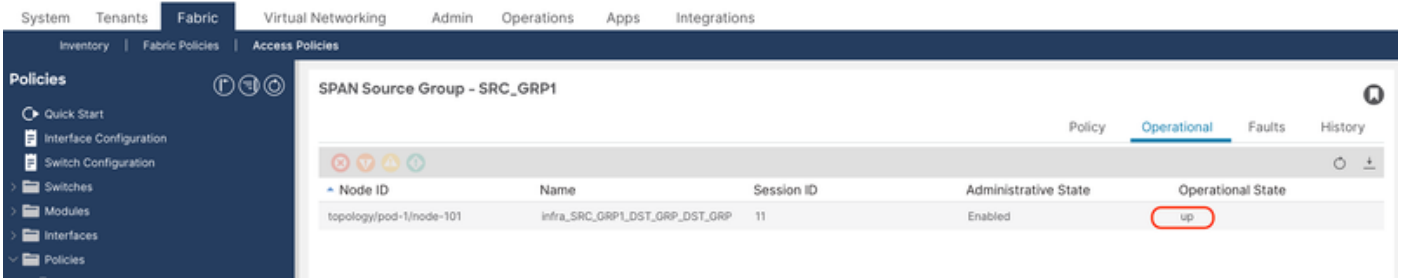 System Tenants Fabric Virtual Networking Admin Operations Apps Integrations
Inventory | Fabric Policies | Access Policies
Policies
Quick Start
Interface Configuration
Switch Configuration
Switches
Modules
Interfaces
Policies
SPAN Source Group - SRC_GRP1
Policy Operational Faults History
Node ID Name Session ID Administrative State Operational State
topology/pod-1/node-101 infra_SRC_GRP1_DST_GRP_DST_GRP 11 Enabled up